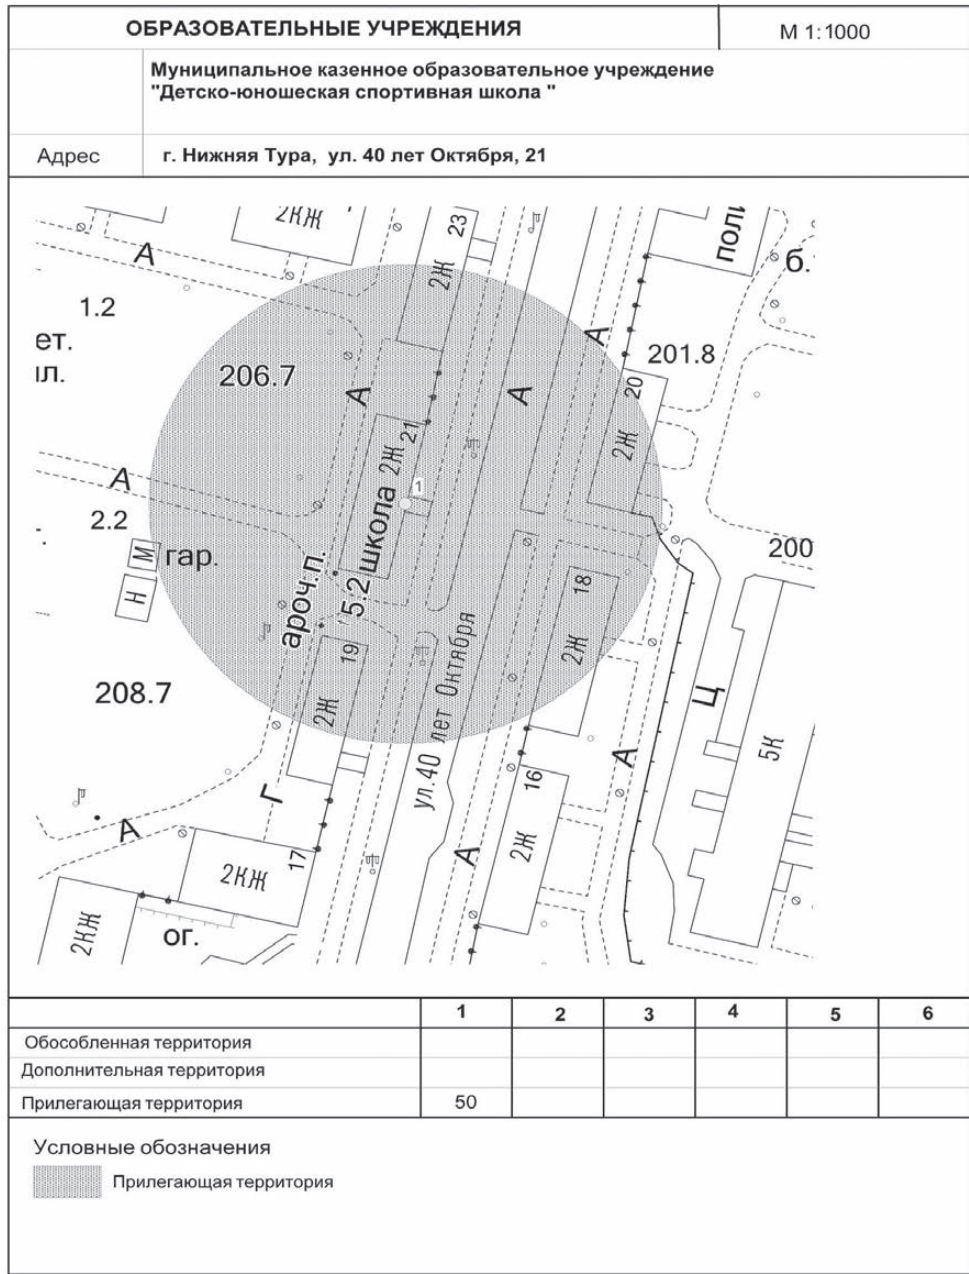 ОБРАЗОВАТЕЛЬНЫЕ УЧРЕЖДЕНИЯ
М 1:1000
Муниципальное казенное образовательное учреждение
"Детско-юношеская спортивная школа "
Адрес
г. Нижняя Тура, ул. 40 лет Октября, 21
2КЖ
23
2Ж
поли
А
б.
1.2
ет.
л.
206.7
А
А
А
201.8
20
2Ж
21
2Ж
школа
1
А
2.2
М
гар.
Н
200
ароч.п.
5.2
18
2Ж
19
2Ж
ул.40 лет Октября
208.7
Ц
5К
А
16
2Ж
Г
А
А
17
2КЖ
2КЖ
ог.
1 2 3 4 5 6
Обособленная территория
Дополнительная территория
Прилегающая территория 50
Условные обозначения
Прилегающая территория